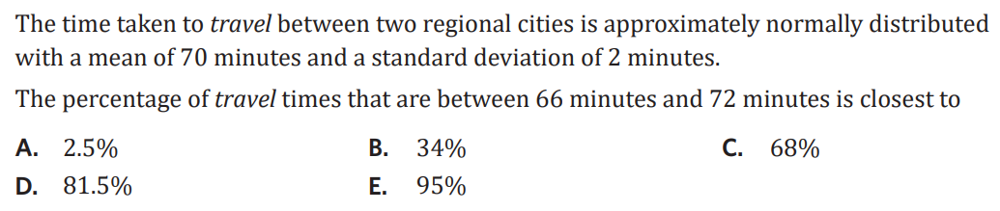 The time taken to travel between two regional cities is approximately normally distributed
with a mean of 70 minutes and a standard deviation of 2 minutes.
The percentage of travel times that are between 66 minutes and 72 minutes is closest to
A. 2.5% B. 34% C. 68%
D. 81.5% E. 95%